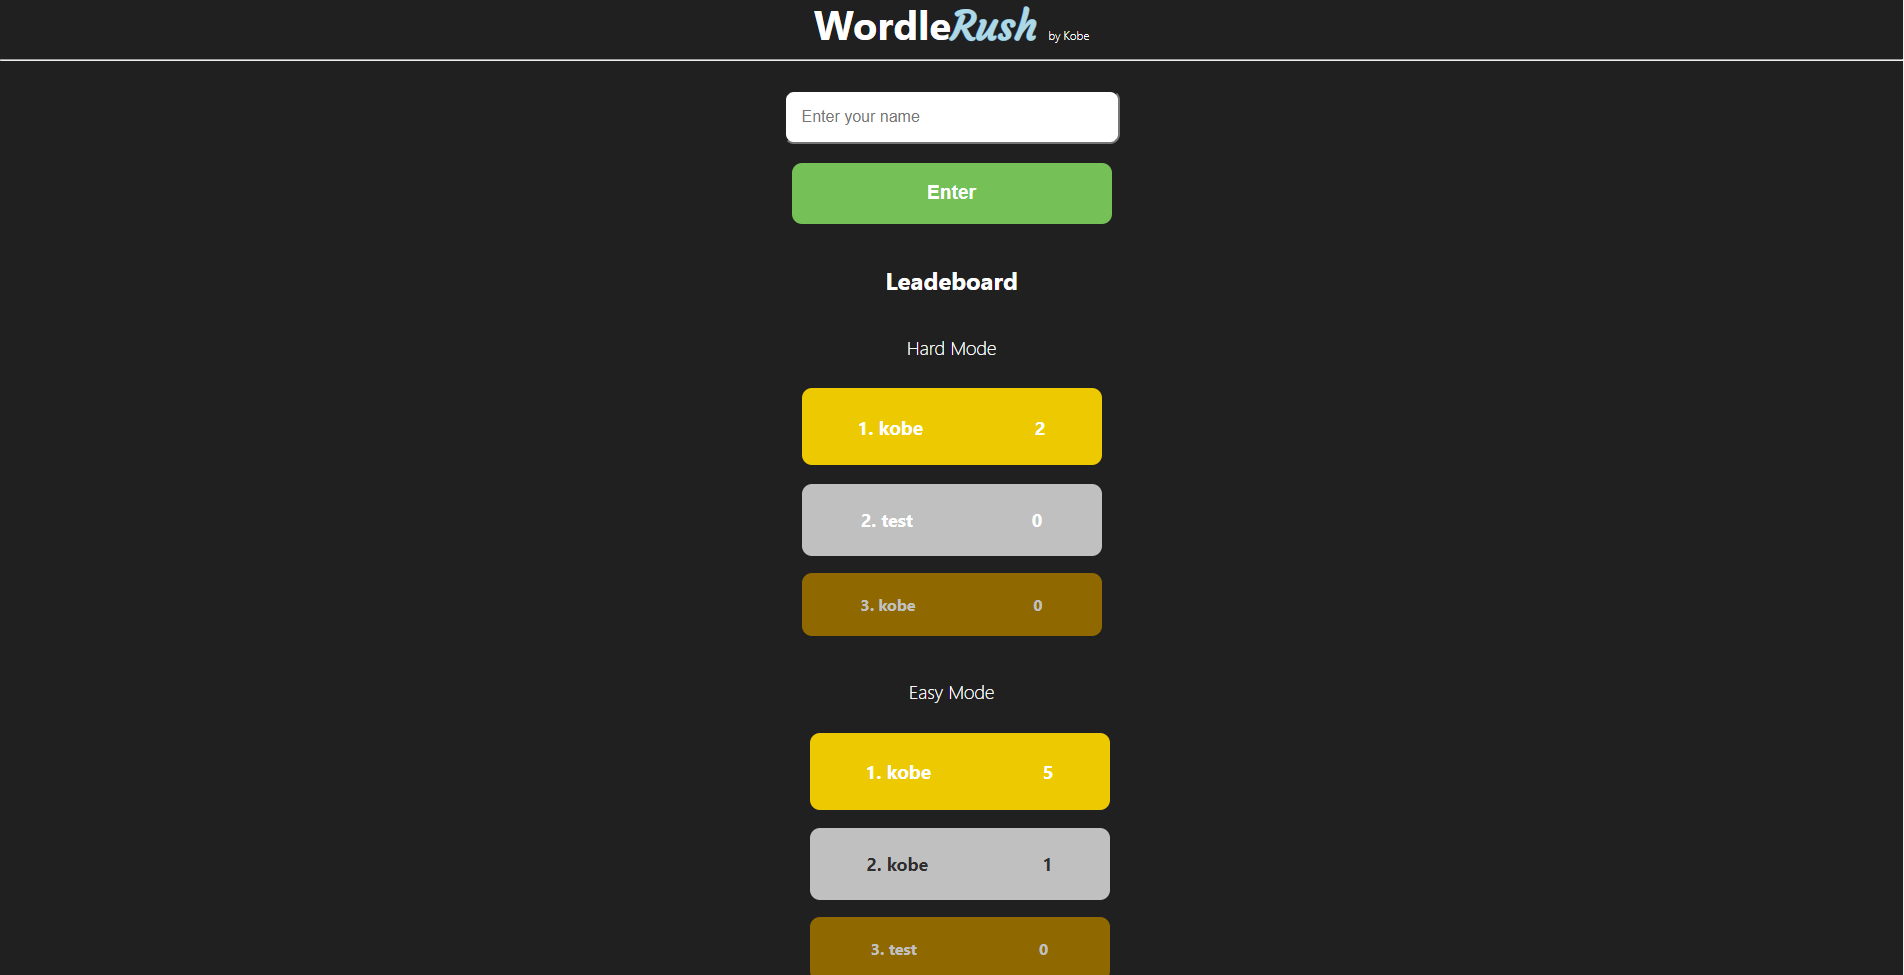 WordleRush by Kobe
Enter your name
Enter
Leadeboard
Hard Mode
1. kobe 2
2. test 0
3. kobe 0
Easy Mode
1. kobe 5
2. kobe 1
3. test 0